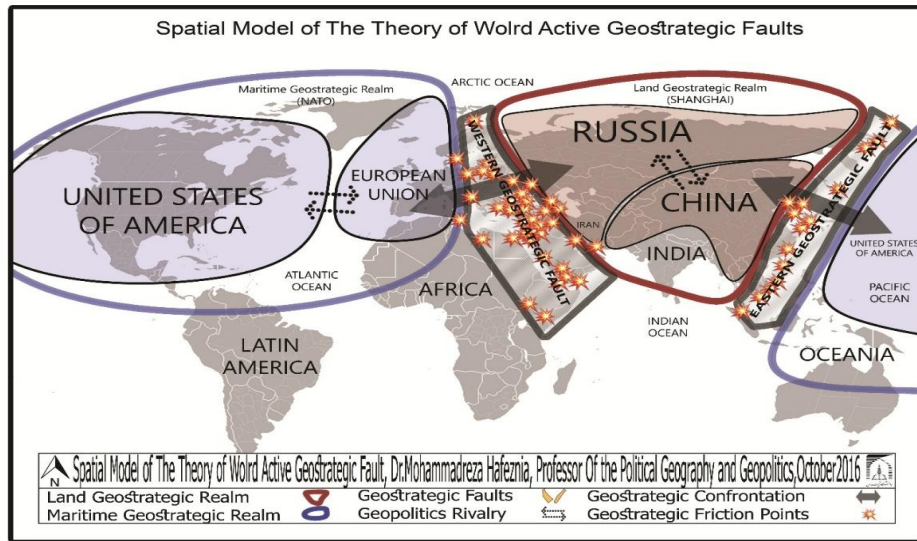 Spatial Model of The Theory of Wolrd Active Geostrategic Faults
ARCTIC OCEAN
Maritime Geostrategic Realm
(NATO)
Land Geostrategic Realm
(SHANGHAI)
RUSSIA
WESTERN GEOSTRATEGIC FAULT
EUROPEAN
UNION
UNITED STATES
OF AMERICA
CHINA
EASTERN GEOSTRATEGIC FAULT
IRAN
INDIA
UNITED STATES
OF AMERICA
ATLANTIC
OCEAN
AFRICA
PACIFIC
OCEAN
INDIAN
OCEAN
LATIN
AMERICA
OCEANIA
N
Spatial Model of The Theory of Wolrd Active Geostrategic Fault, Dr.Mohammadreza Hafeznia, Professor Of the Political Geography and Geopolitics,October2016
Land Geostrategic Realm Geostrategic Faults Geostrategic Confrontation
Maritime Geostrategic Realm Geopolitics Rivalry Geostrategic Friction Points